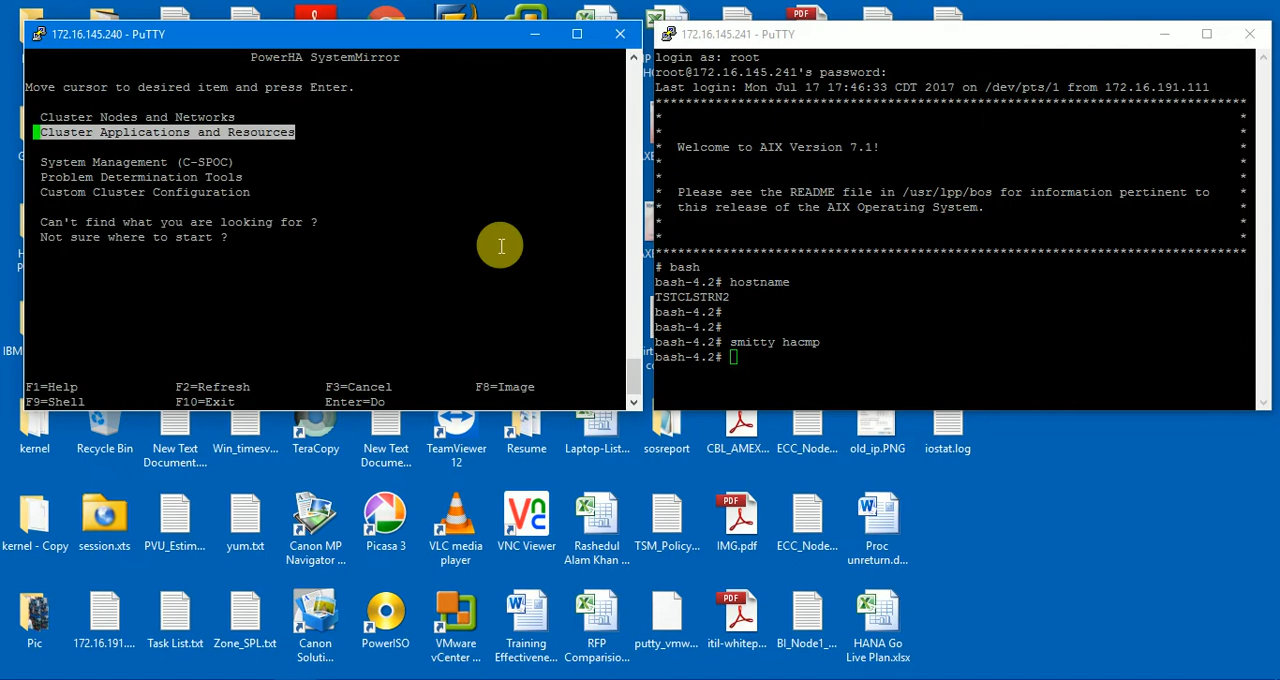 172.16.145.240 - PuTTY
PowerHA SystemMirror
Move cursor to desired item and press Enter.
Cluster Nodes and Networks
Cluster Applications and Resources
System Management (C-SPOC)
Problem Determination Tools
Custom Cluster Configuration
Can't find what you are looking for ?
Not sure where to start ?
F1=Help F2=Refresh F3=Cancel F8=Image
F9=Shell F10=Exit Enter=Do
172.16.145.241 - PuTTY
login as: root
root@172.16.145.241's password:
Last login: Mon Jul 17 17:46:33 CDT 2017 on /dev/pts/1 from 172.16.191.111
*******************************************************************************
* *
* *
* Welcome to AIX Version 7.1! *
* *
* *
* Please see the README file in /usr/lpp/bos for information pertinent to *
* this release of the AIX Operating System. *
* *
* *
*******************************************************************************
# bash
bash-4.2# hostname
TSTCLSTRN2
bash-4.2#
bash-4.2#
bash-4.2# smitty hacmp
bash-4.2#
PDF
IBM
kernel
Recycle Bin
New Text Document....
Win_timesv...
TeraCopy
New Text Docume...
TeamViewer 12
Resume
Laptop-List...
sosreport
CBL_AMEX...
ECC_Node...
old_ip.PNG
iostat.log
kernel - Copy
session.xts
PVU_Estim...
yum.txt
Canon MP Navigator ...
Picasa 3
VLC media player
VNC Viewer
Rashedul Alam Khan ...
TSM_Policy...
IMG.pdf
ECC_Node...
Proc unreturn.d...
Pic
172.16.191....
Task List.txt
Zone_SPL.txt
Canon Soluti...
PowerISO
VMware vCenter ...
Training Effectivene...
RFP Comparision...
putty_vmw...
itil-whitep...
BI_Node1_...
HANA Go Live Plan.xlsx